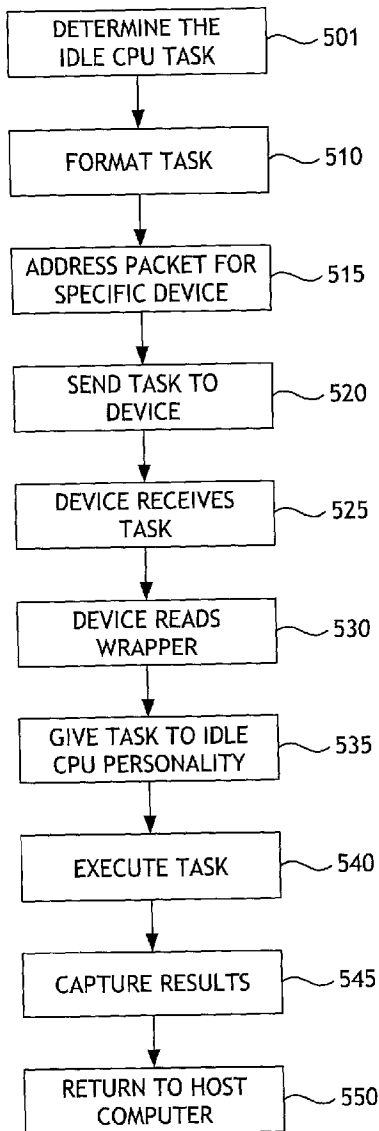 DETERMINE THE
IDLE CPU TASK
501
FORMAT TASK
510
ADDRESS PACKET FOR
SPECIFIC DEVICE
515
SEND TASK TO
DEVICE
520
DEVICE RECEIVES
TASK
525
DEVICE READS
WRAPPER
530
GIVE TASK TO IDLE
CPU PERSONALITY
535
EXECUTE TASK
540
CAPTURE RESULTS
545
RETURN TO HOST
COMPUTER
550